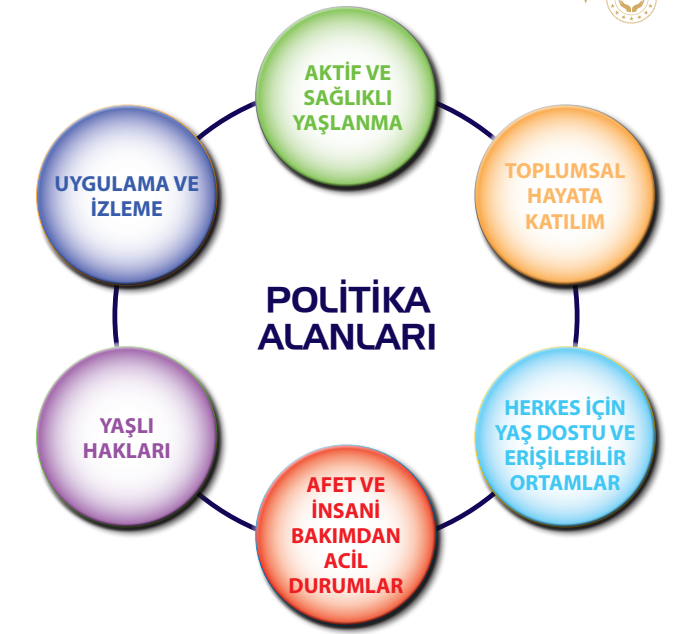 AKTİF VE
SAĞLIKLI
YAŞLANMA
TOPLUMSAL
HAYATA
KATILIM
HERKES İÇİN
YAŞ DOSTU VE
ERİŞİLEBİLİR
ORTAMLAR
AFET VE
İNSANİ
BAKIMDAN
ACİL
DURUMLAR
YAŞLI
HAKLARI
UYGULAMA VE
İZLEME
POLİTİKA
ALANLARI